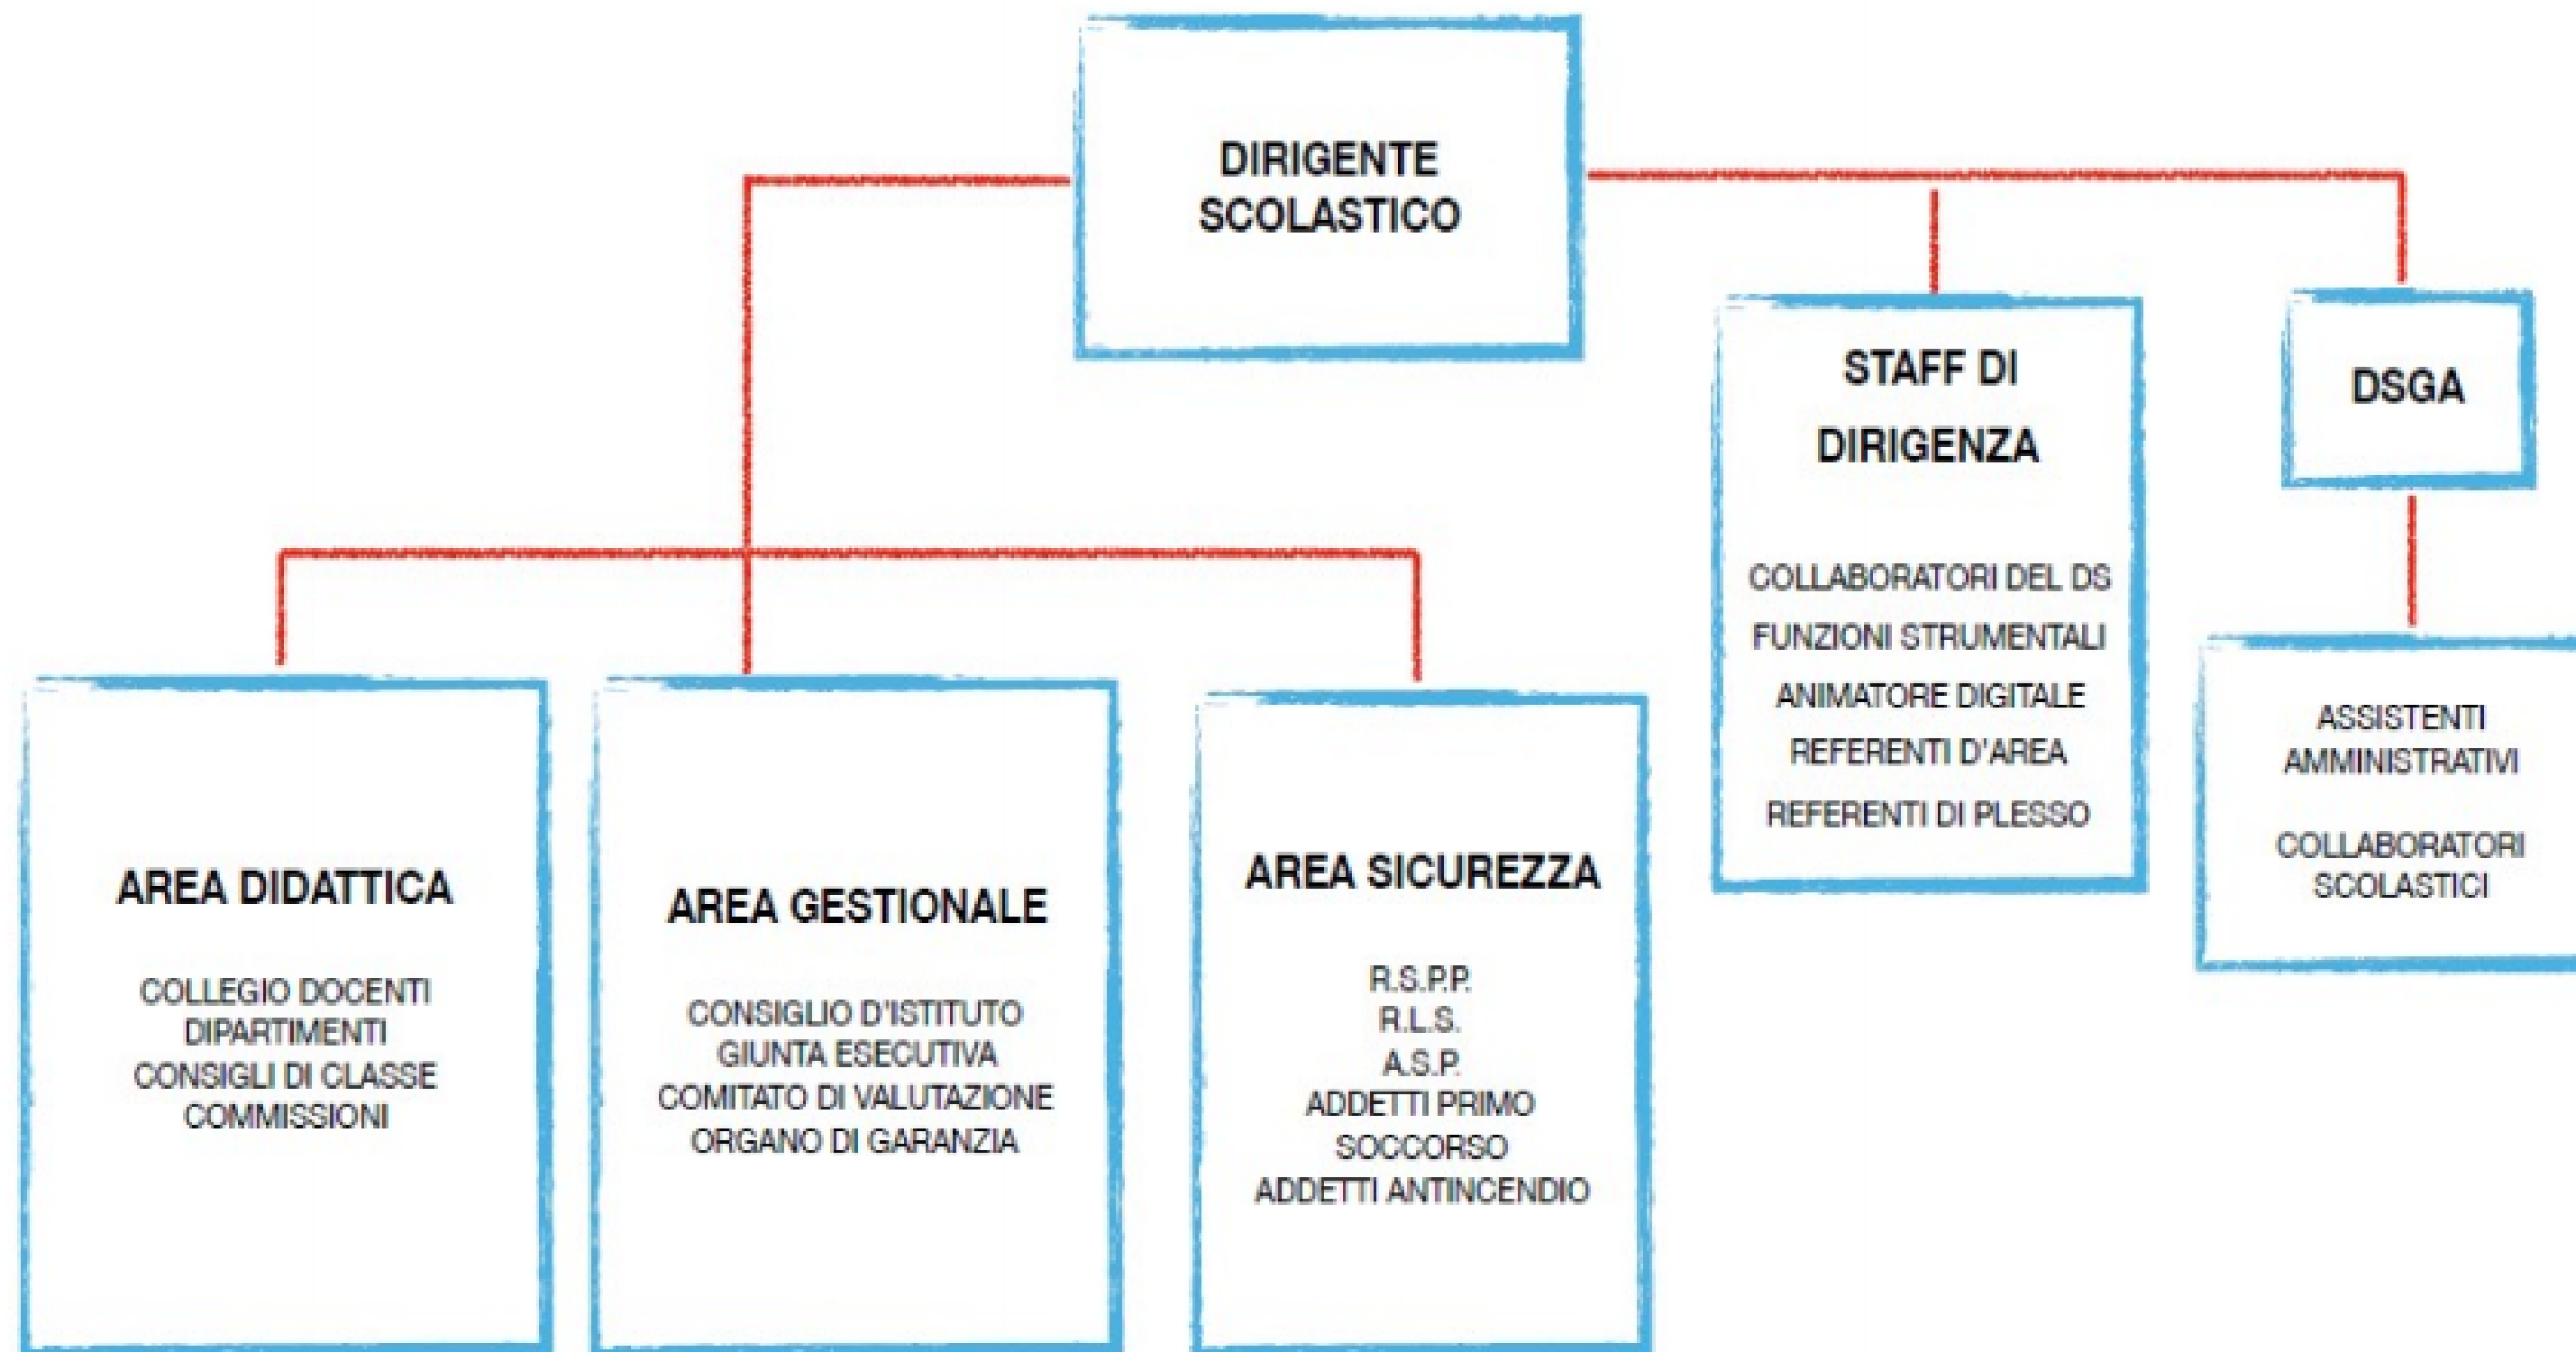 DIRIGENTE
SCOLASTICO
STAFF DI
DIRIGENZA
COLLABORATORI DEL DS
FUNZIONI STRUMENTALI
ANIMATORE DIGITALE
REFERENTI D'AREA
REFERENTI DI PLESSO
DSGA
ASSISTENTI
AMMINISTRATIVI
COLLABORATORI
SCOLASTICI
AREA DIDATTICA
COLLEGIO DOCENTI
DIPARTIMENTI
CONSIGLI DI CLASSE
COMMISSIONI
AREA GESTIONALE
CONSIGLIO D'ISTITUTO
GIUNTA ESECUTIVA
COMITATO DI VALUTAZIONE
ORGANO DI GARANZIA
AREA SICUREZZA
R.S.P.P.
R.L.S.
A.S.P.
ADDETTI PRIMO
SOCCORSO
ADDETTI ANTINCENDIO